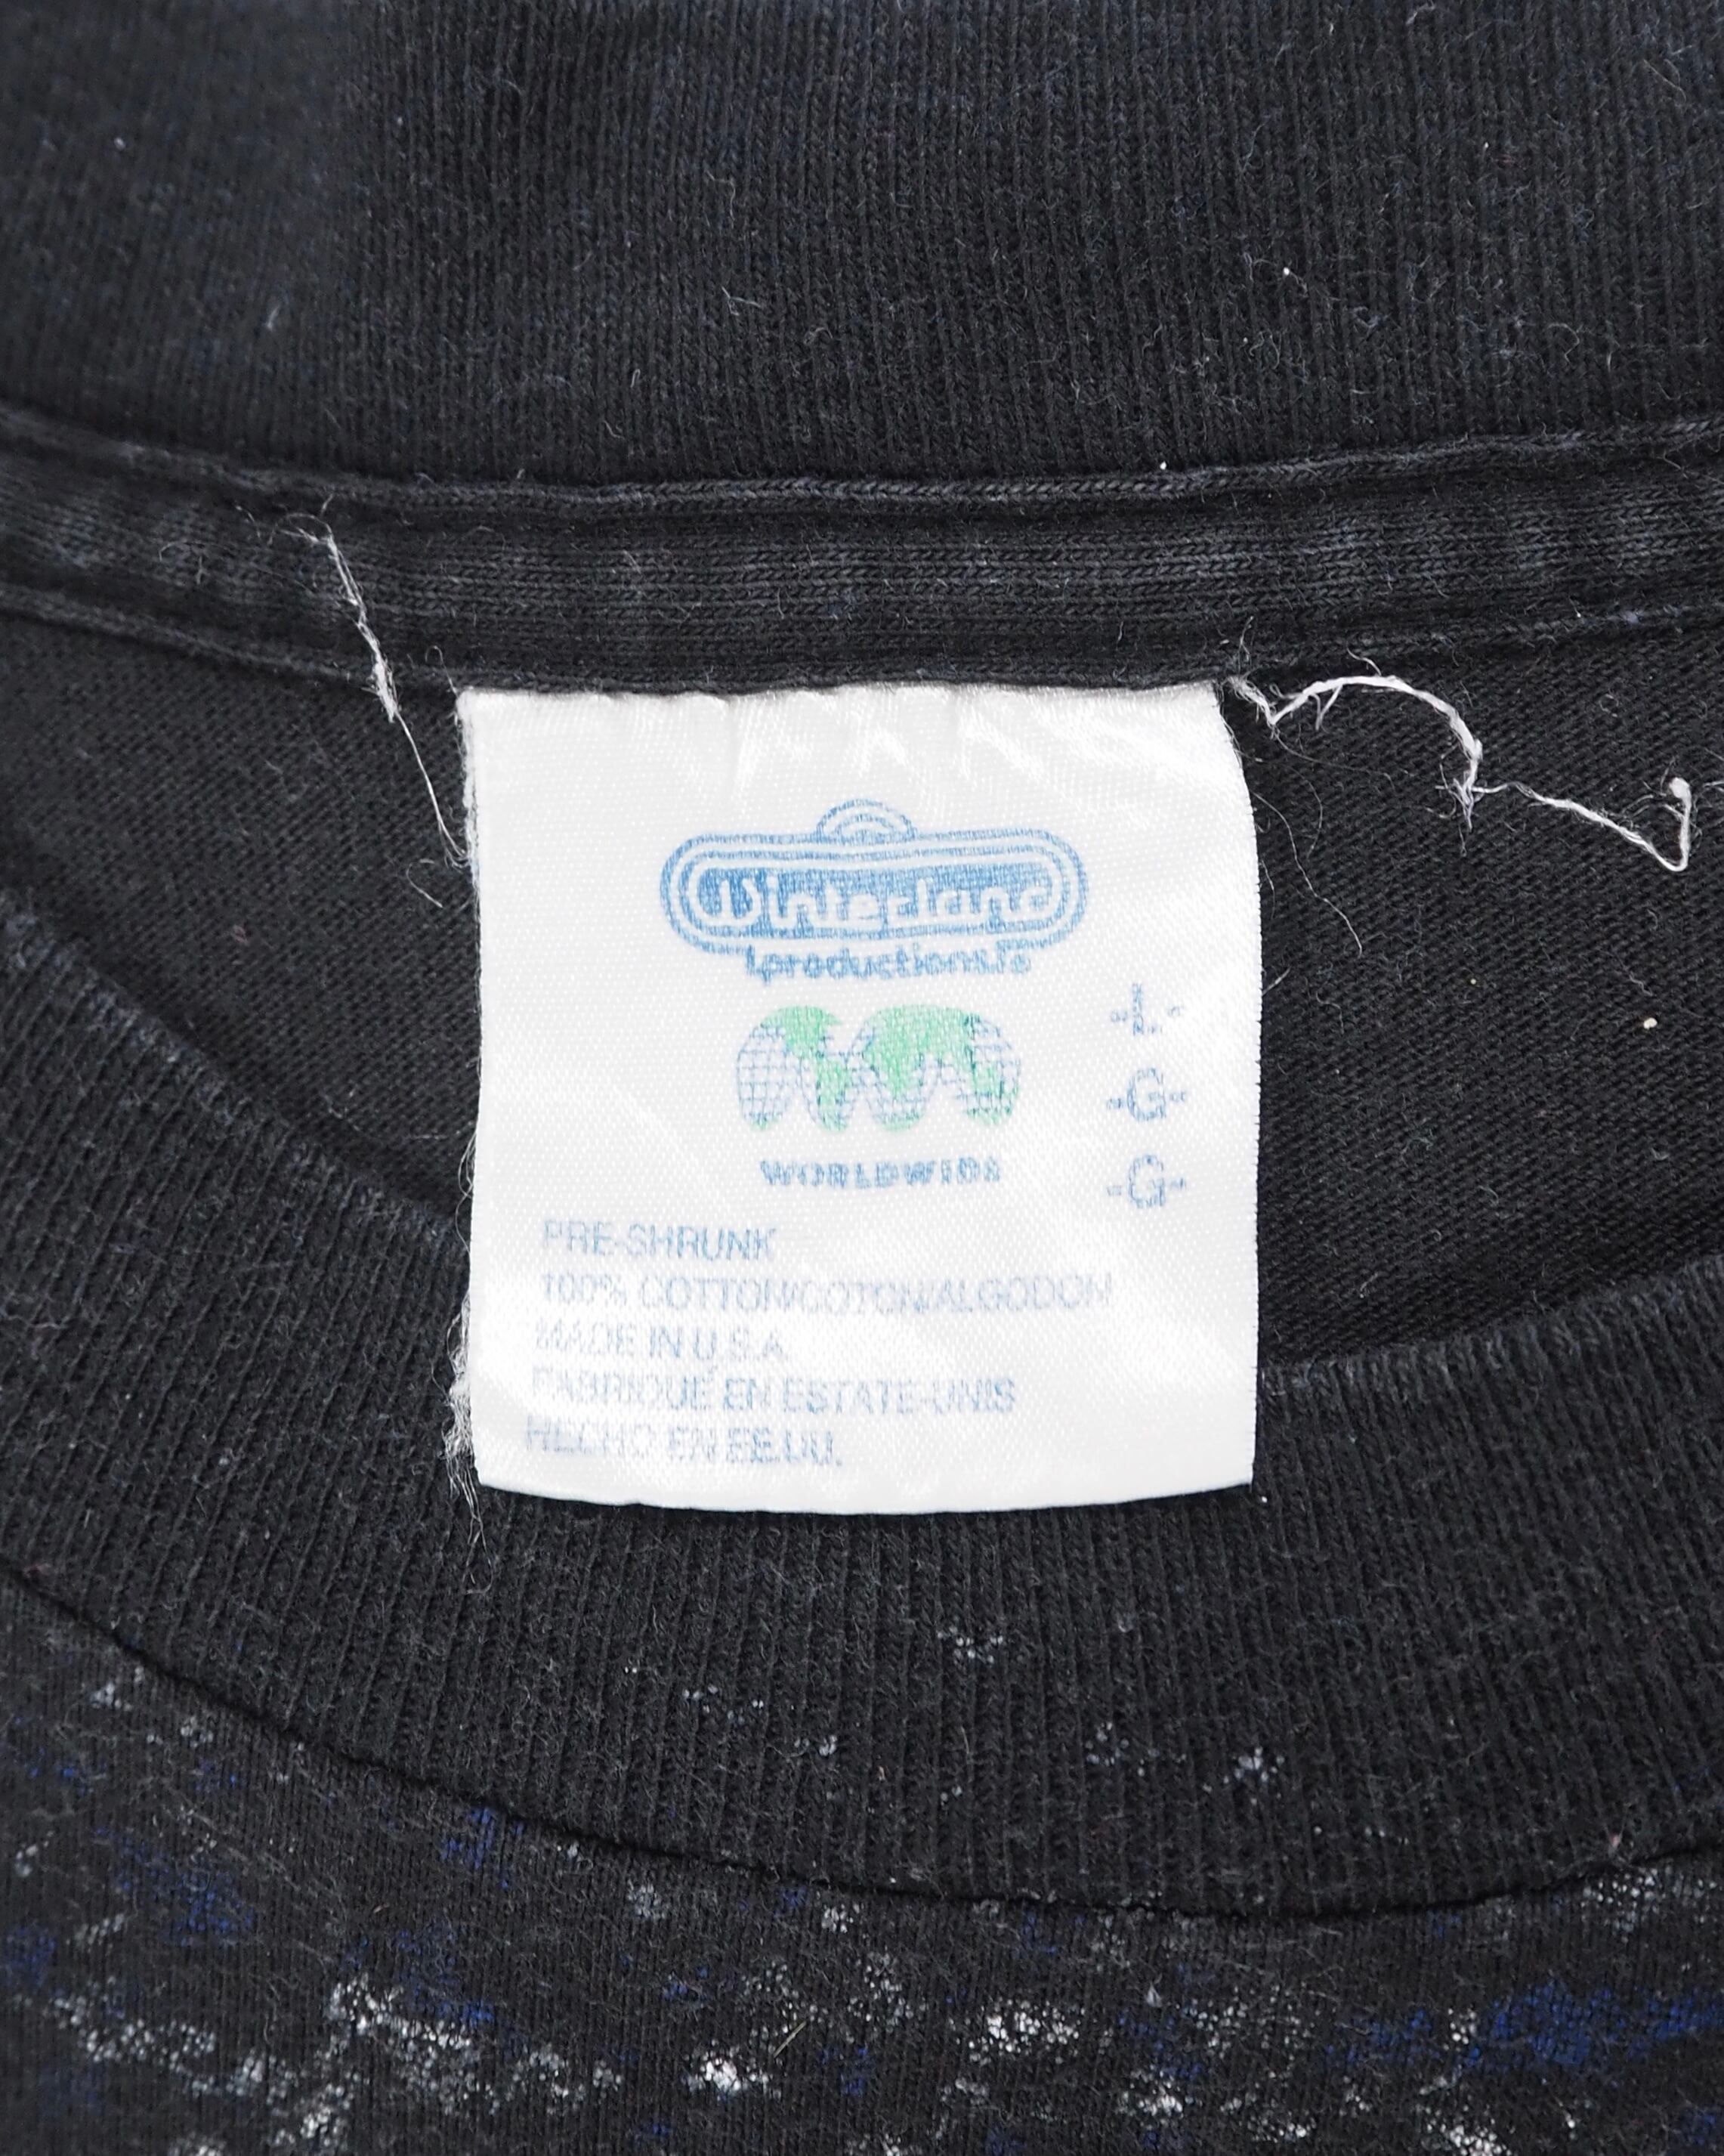 Winterland
productions
-L-
-G-
-G-
WORLDWIDE
PRE-SHRUNK
100% COTTON/COTON/ALGODON
MADE IN U.S.A.
FABRIQUÉ EN ESTATE-UNIS
HECHO EN EE.UU.